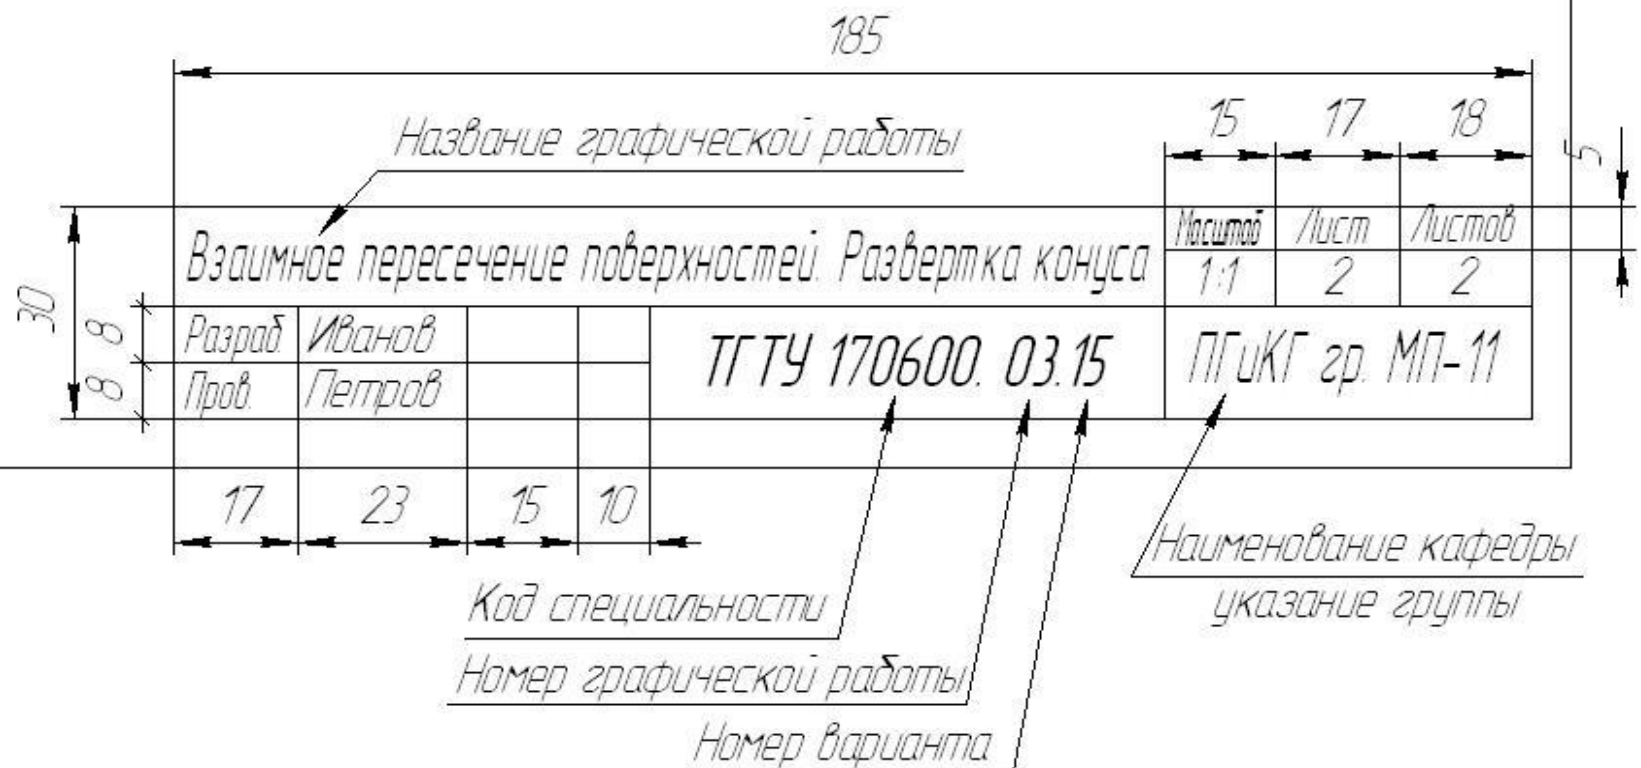 185
15 17 18
Название графической работы
5
Взаимное пересечение поверхностей. Развертка конуса
Масштаб Лист Листов
1:1 2 2
30
8
8
Разраб. Иванов
Пров. Петров
ТГТУ 170600. 03.15
ПГиКГ гр. МП-11
17 23 15 10
Наименование кафедры
указание группы
Код специальности
Номер графической работы
Номер варианта